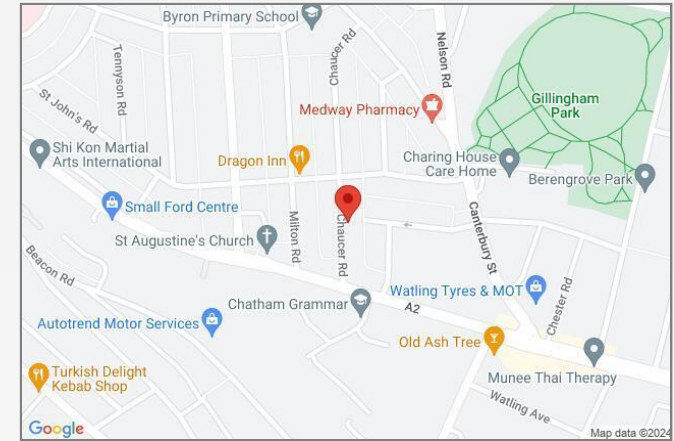 Byron Primary School
Chaucer Rd
Nelson Rd
Tennyson Rd
St John's Rd
Medway Pharmacy
Gillingham
Park
Shi Kon Martial
Arts International
Dragon Inn
Charing House
Care Home
Berengrove Park
Small Ford Centre
St Augustine's Church
Milton Rd
Chaucer Rd
Canterbury St
Beacon Rd
Chatham Grammar
A2
Watling Tyres & MOT
Chester Rd
Autotrend Motor Services
Old Ash Tree
Turkish Delight
Kebab Shop
Munee Thai Therapy
Watling Ave
Google
Map data ©2024